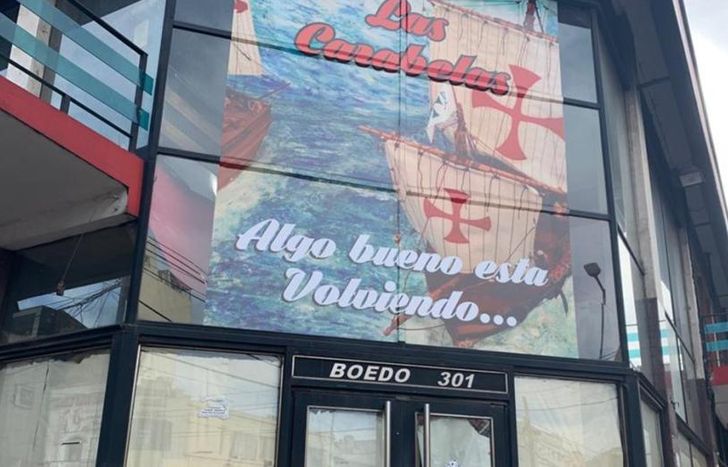 Las
Carabelas
Algo bueno esta
Volviendo...
BOEDO 301